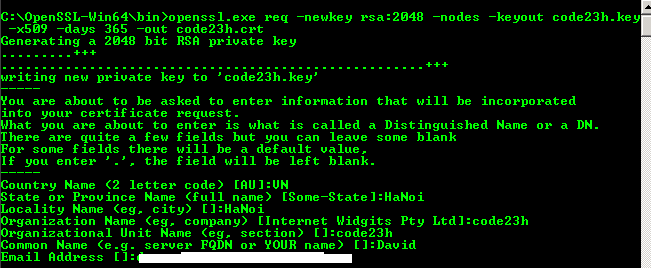 C:\OpenSSL-Win64\bin>openssl.exe req -newkey rsa:2048 -nodes -keyout code23h.key
-x509 -days 365 -out code23h.crt
Generating a 2048 bit RSA private key
.........+++
.....................................................+++
writing new private key to 'code23h.key'
-----
You are about to be asked to enter information that will be incorporated
into your certificate request.
What you are about to enter is what is called a Distinguished Name or a DN.
There are quite a few fields but you can leave some blank
For some fields there will be a default value,
If you enter '.', the field will be left blank.
-----
Country Name (2 letter code) [AU]:VN
State or Province Name (full name) [Some-State]:HaNoi
Locality Name (eg, city) []:HaNoi
Organization Name (eg, company) [Internet Widgits Pty Ltd]:code23h
Organizational Unit Name (eg, section) []:code23h
Common Name (e.g. server FQDN or YOUR name) []:David
Email Address []: